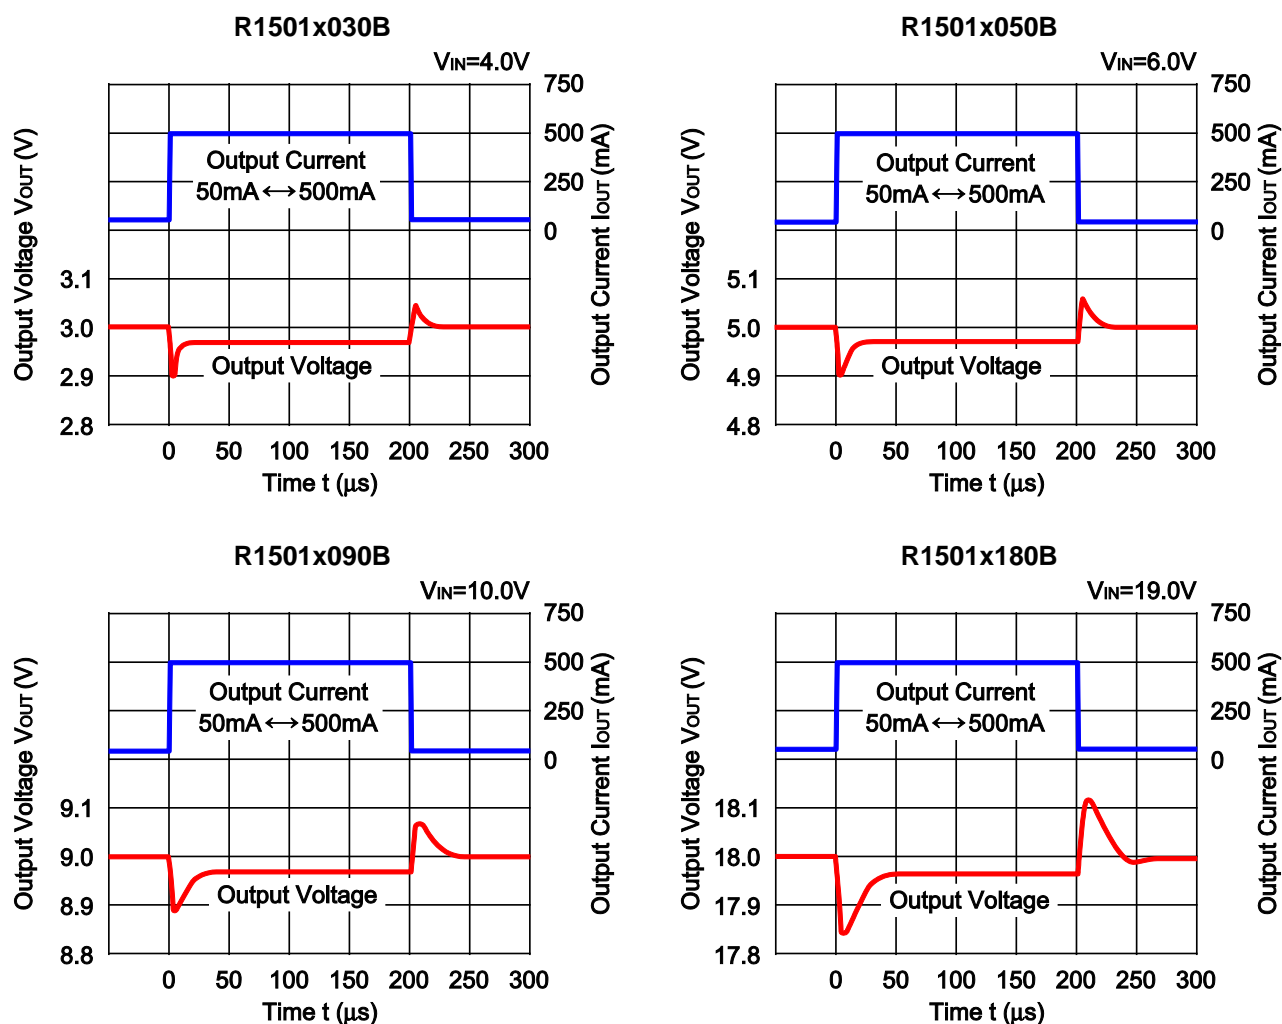 R1501x030B
VIN=4.0V
Output Voltage VOUT (V)
Output Current IOUT (mA)
750
500
250
0
Output Current
50mA ↔ 500mA
3.1
3.0
2.9
2.8
Output Voltage
0 50 100 150 200 250 300
Time t (μs)
R1501x050B
VIN=6.0V
Output Voltage VOUT (V)
Output Current IOUT (mA)
750
500
250
0
Output Current
50mA ↔ 500mA
5.1
5.0
4.9
4.8
Output Voltage
0 50 100 150 200 250 300
Time t (μs)
R1501x090B
VIN=10.0V
Output Voltage VOUT (V)
Output Current IOUT (mA)
750
500
250
0
Output Current
50mA ↔ 500mA
9.1
9.0
8.9
8.8
Output Voltage
0 50 100 150 200 250 300
Time t (μs)
R1501x180B
VIN=19.0V
Output Voltage VOUT (V)
Output Current IOUT (mA)
750
500
250
0
Output Current
50mA ↔ 500mA
18.1
18.0
17.9
17.8
Output Voltage
0 50 100 150 200 250 300
Time t (μs)